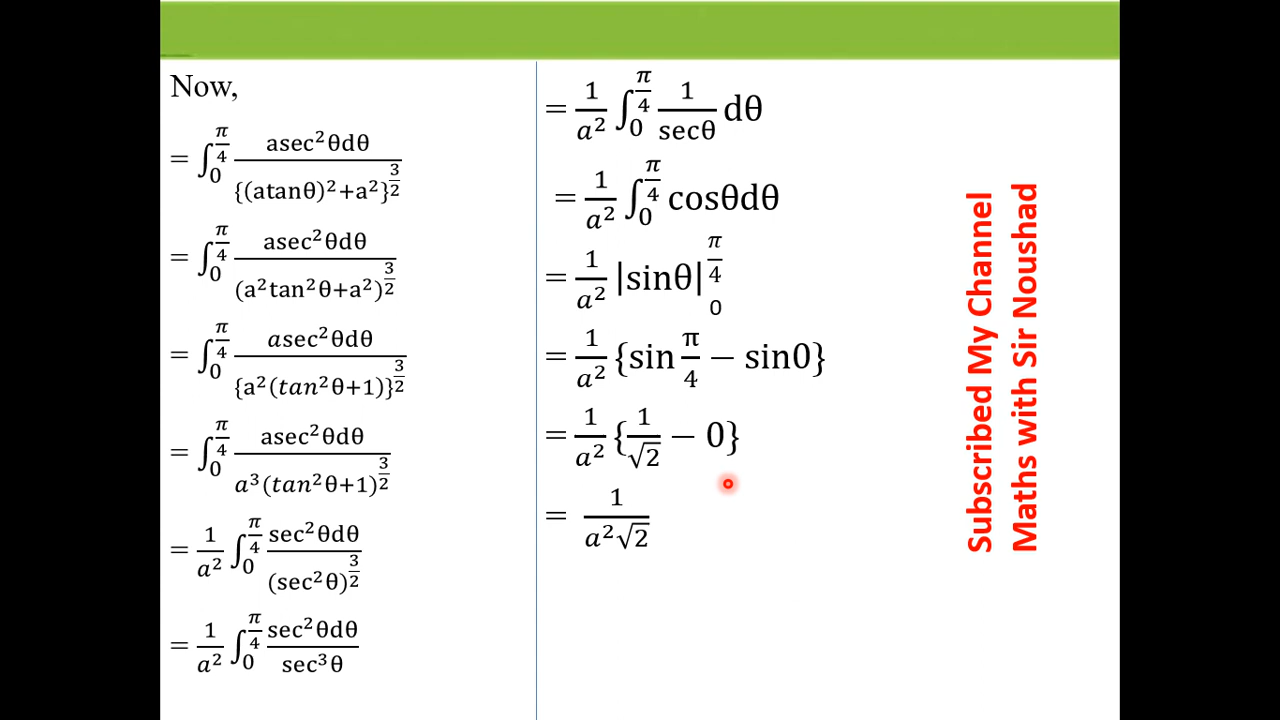 Now,
= ∫₀^(π/4) asec²θdθ / {(atanθ)²+a²}^(3/2)
= ∫₀^(π/4) asec²θdθ / (a²tan²θ+a²)^(3/2)
= ∫₀^(π/4) asec²θdθ / {a²(tan²θ+1)}^(3/2)
= ∫₀^(π/4) asec²θdθ / a³(tan²θ+1)^(3/2)
= 1/a² ∫₀^(π/4) sec²θdθ / (sec²θ)^(3/2)
= 1/a² ∫₀^(π/4) sec²θdθ / sec³θ
= 1/a² ∫₀^(π/4) 1/secθ dθ
= 1/a² ∫₀^(π/4) cosθdθ
= 1/a² |sinθ|₀^(π/4)
= 1/a² {sin π/4 − sin0}
= 1/a² {1/√2 − 0}
= 1/(a²√2)
Subscribed My Channel
Maths with Sir Noushad